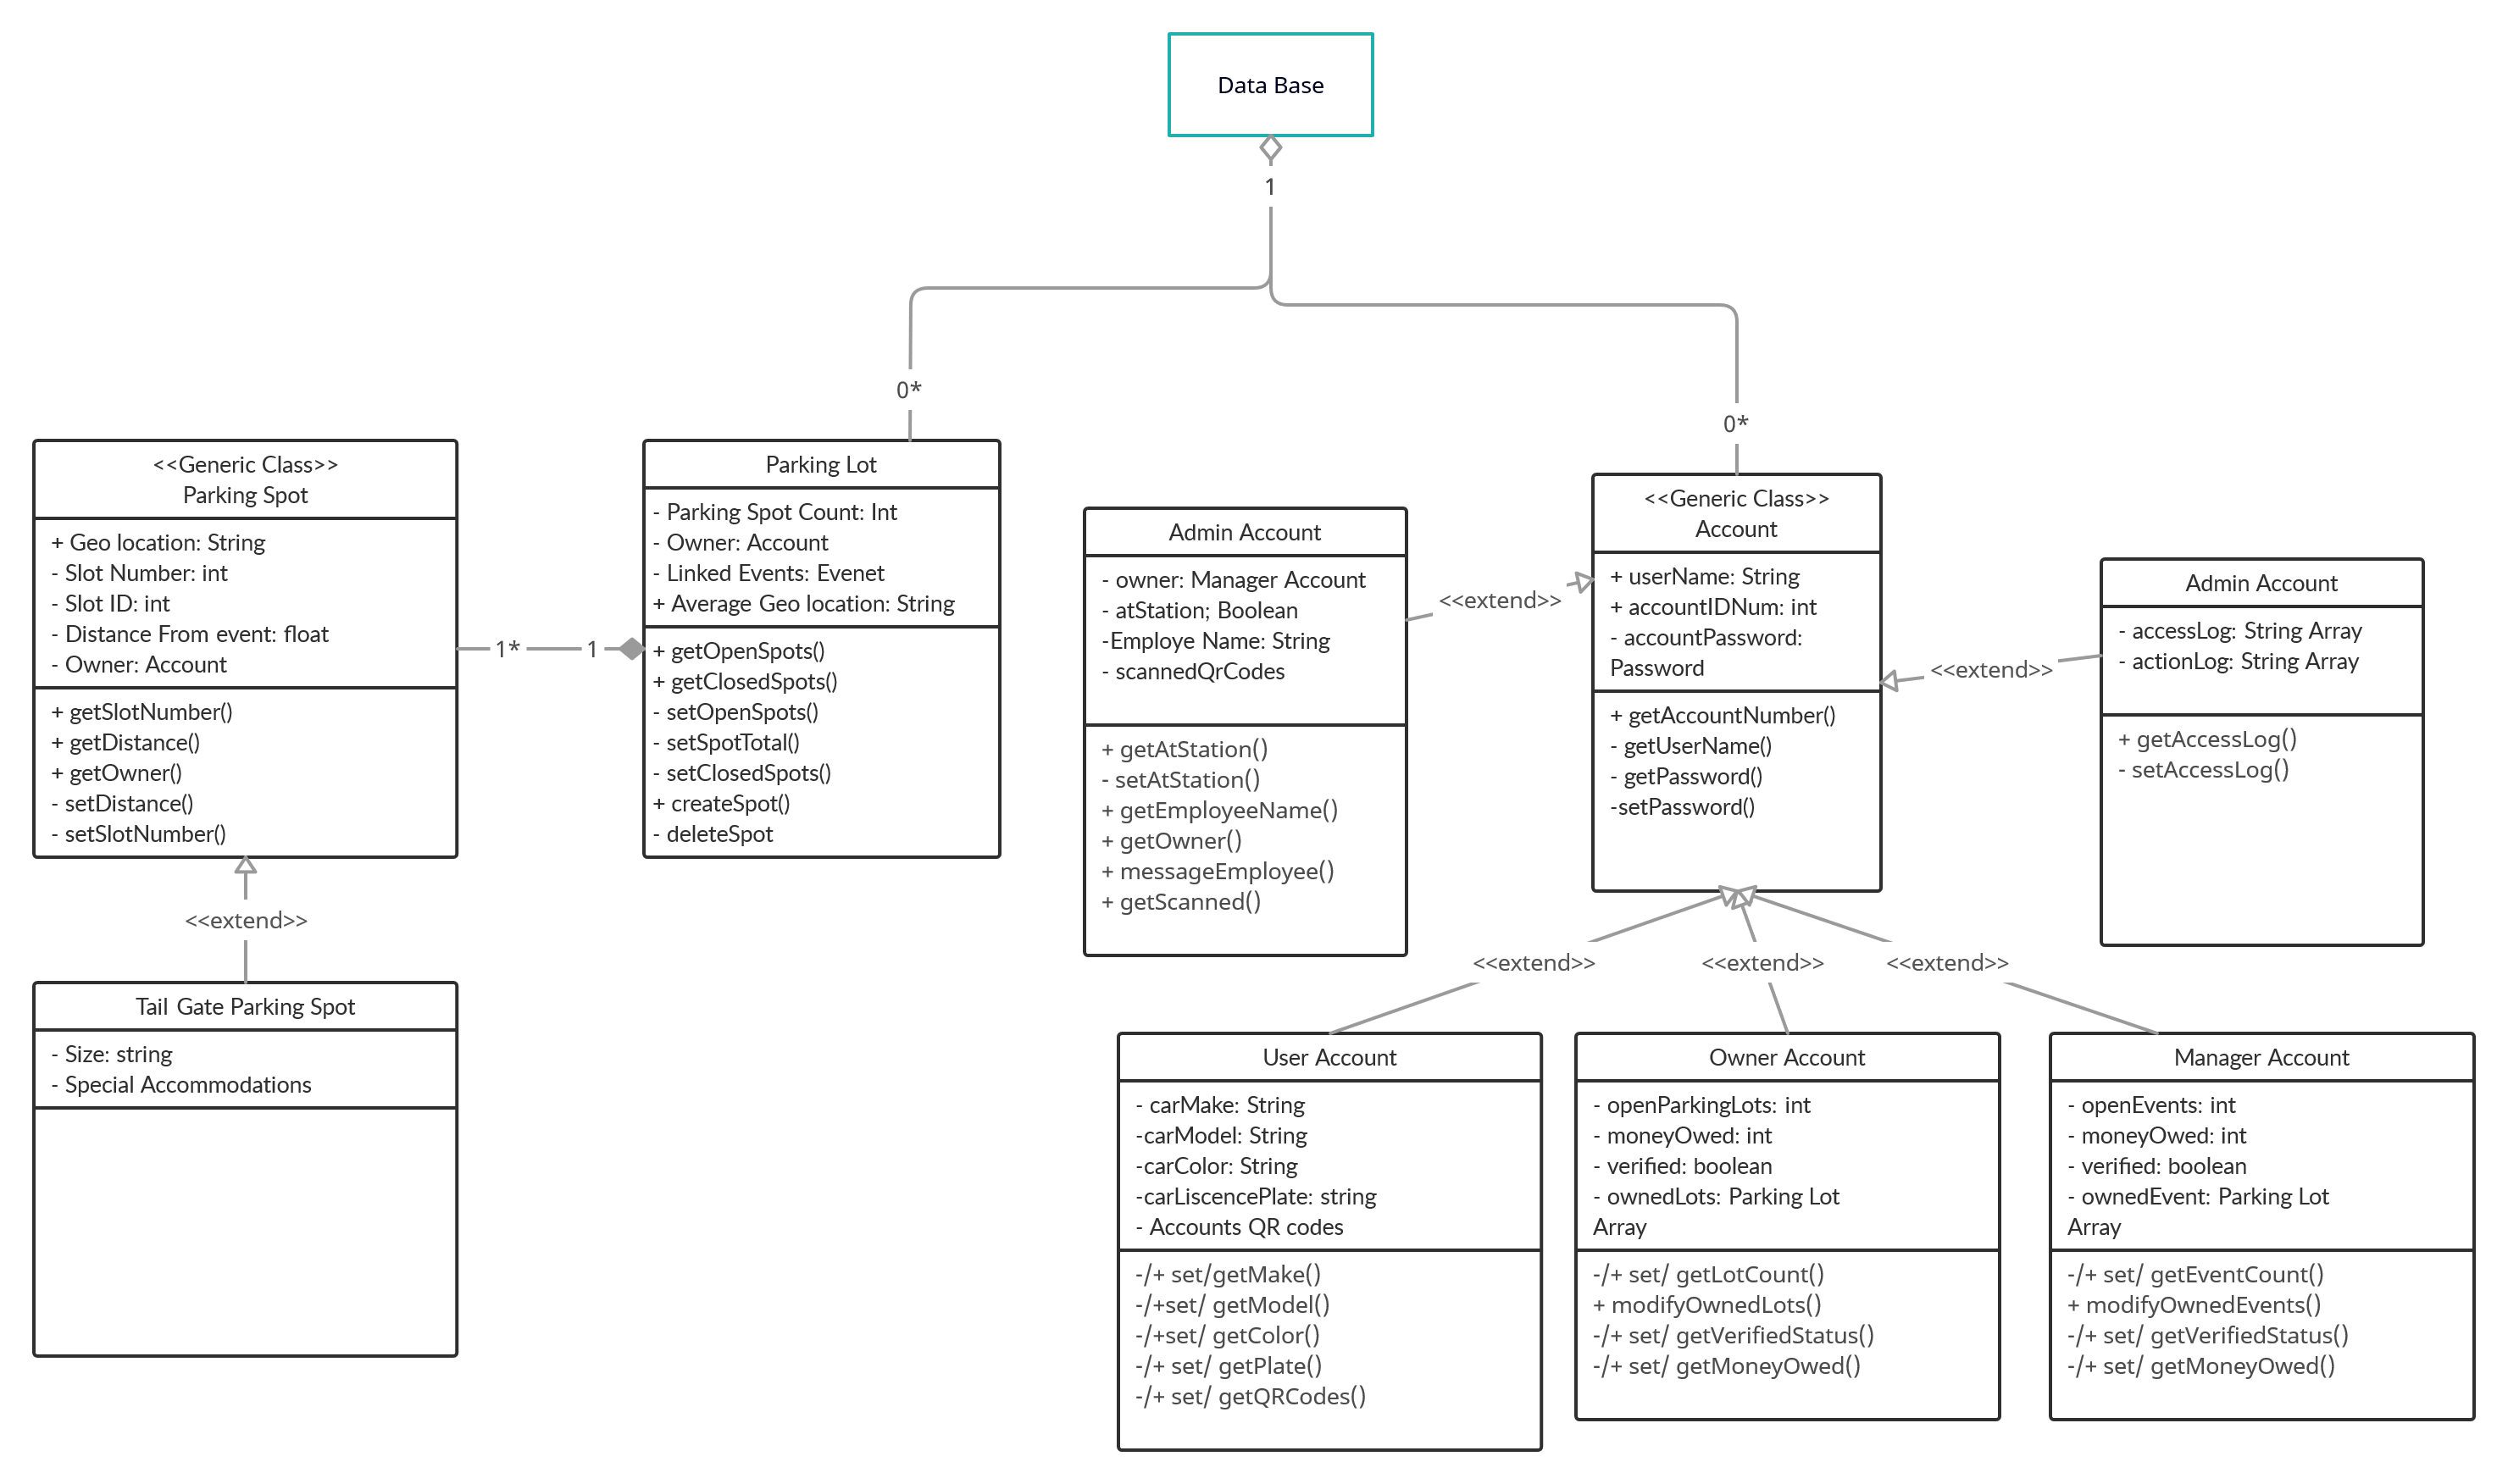 Data Base
1
0*
0*
<<Generic Class>>
Parking Spot
+ Geo location: String
- Slot Number: int
- Slot ID: int
- Distance From event: float
- Owner: Account
+ getSlotNumber()
+ getDistance()
+ getOwner()
- setDistance()
- setSlotNumber()
1*
1
Parking Lot
- Parking Spot Count: Int
- Owner: Account
- Linked Events: Evenet
+ Average Geo location: String
+ getOpenSpots()
+ getClosedSpots()
- setOpenSpots()
- setSpotTotal()
- setClosedSpots()
+ createSpot()
- deleteSpot
<<extend>>
Tail Gate Parking Spot
- Size: string
- Special Accommodations
Admin Account
- owner: Manager Account
- atStation; Boolean
-Employe Name: String
- scannedQrCodes
+ getAtStation()
- setAtStation()
+ getEmployeeName()
+ getOwner()
+ messageEmployee()
+ getScanned()
<<extend>>
<<Generic Class>>
Account
+ userName: String
+ accountIDNum: int
- accountPassword:
Password
+ getAccountNumber()
- getUserName()
- getPassword()
-setPassword()
<<extend>>
Admin Account
- accessLog: String Array
- actionLog: String Array
+ getAccessLog()
- setAccessLog()
<<extend>>
<<extend>>
<<extend>>
User Account
- carMake: String
-carModel: String
-carColor: String
-carLiscencePlate: string
- Accounts QR codes
-/+ set/getMake()
-/+set/ getModel()
-/+set/ getColor()
-/+ set/ getPlate()
-/+ set/ getQRCodes()
Owner Account
- openParkingLots: int
- moneyOwed: int
- verified: boolean
- ownedLots: Parking Lot
Array
-/+ set/ getLotCount()
+ modifyOwnedLots()
-/+ set/ getVerifiedStatus()
-/+ set/ getMoneyOwed()
Manager Account
- openEvents: int
- moneyOwed: int
- verified: boolean
- ownedEvent: Parking Lot
Array
-/+ set/ getEventCount()
+ modifyOwnedEvents()
-/+ set/ getVerifiedStatus()
-/+ set/ getMoneyOwed()